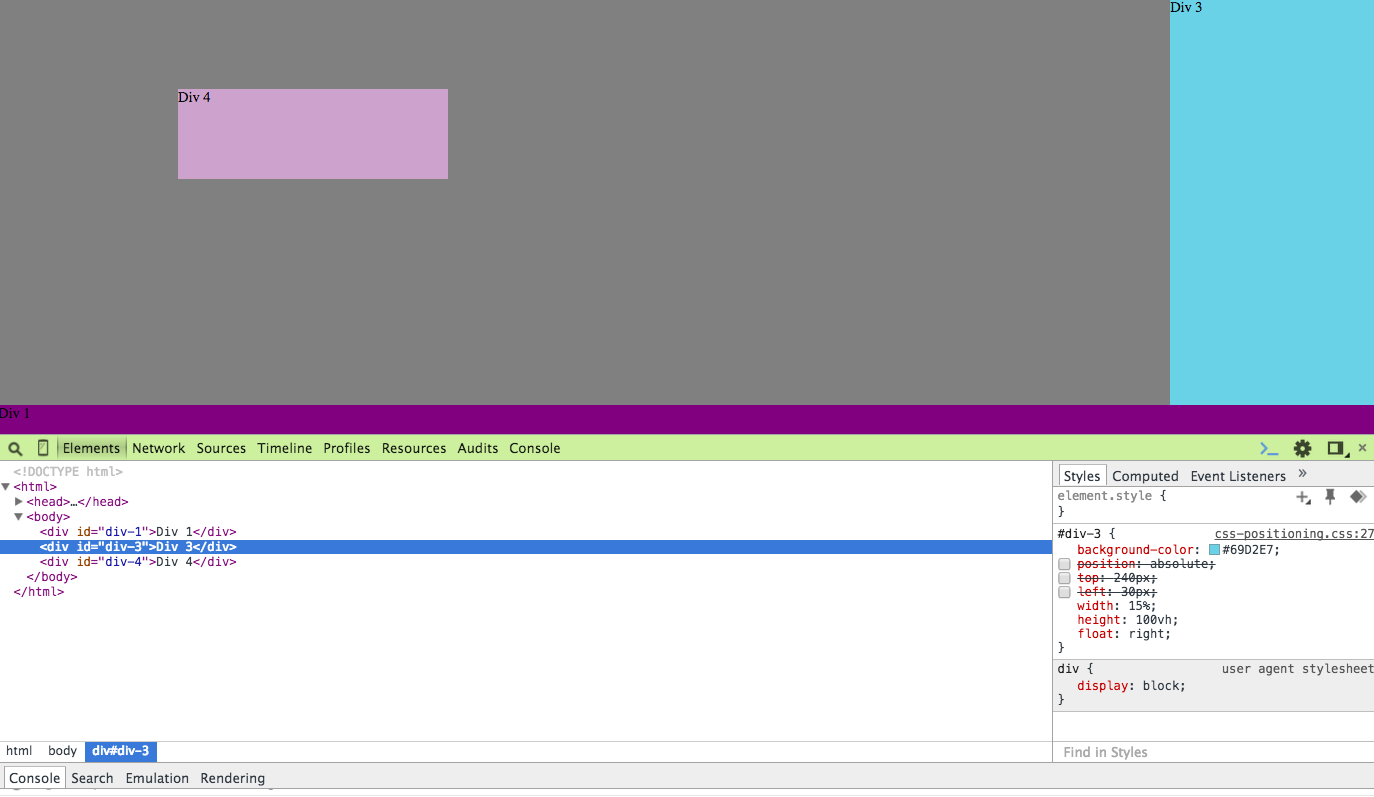 Div 3
Div 4
Div 1
Elements Network Sources Timeline Profiles Resources Audits Console
<!DOCTYPE html>
<html>
<head>…</head>
<body>
<div id="div-1">Div 1</div>
<div id="div-3">Div 3</div>
<div id="div-4">Div 4</div>
</body>
</html>
html body div#div-3
Styles Computed Event Listeners »
element.style {
}
#div-3 { css-positioning.css:27
background-color: #69D2E7;
position: absolute;
top: 240px;
left: 30px;
width: 15%;
height: 100vh;
float: right;
}
div { user agent stylesheet
display: block;
}
Find in Styles
Console Search Emulation Rendering